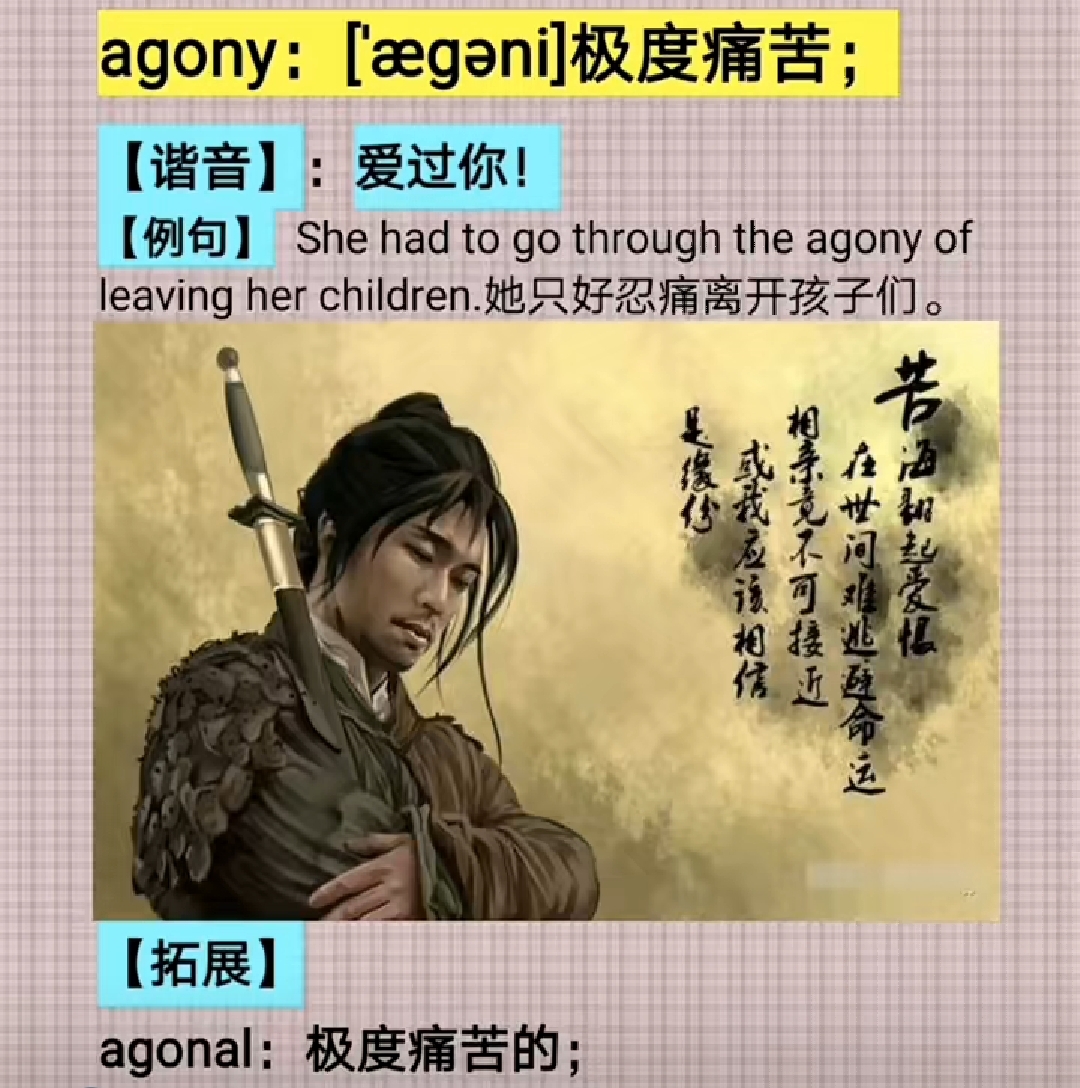 agony：['ægəni]极度痛苦；
【谐音】：爱过你！
【例句】 She had to go through the agony of
leaving her children.她只好忍痛离开孩子们。
苦海翻起爱恨
在世间难逃避命运
相亲竟不可接近
或我应该相信
是缘份
【拓展】
agonal：极度痛苦的；